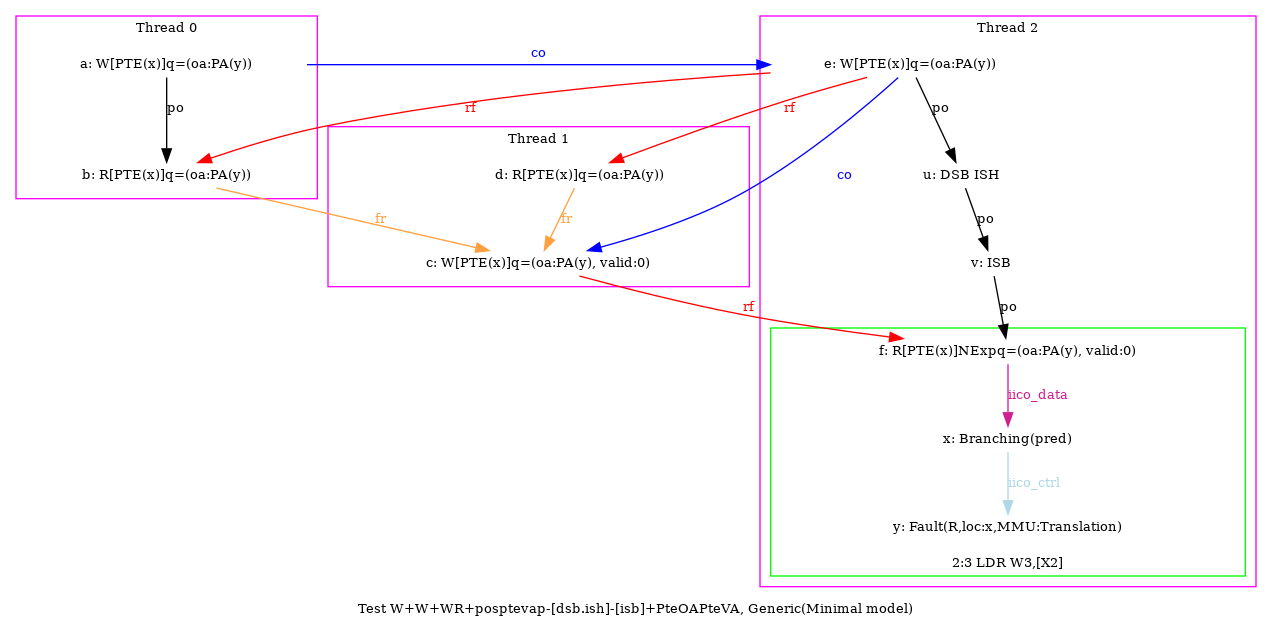 Thread 0
Thread 2
a: W[PTE(x)]q=(oa:PA(y))
co
e: W[PTE(x)]q=(oa:PA(y))
po
rf
rf
po
Thread 1
b: R[PTE(x)]q=(oa:PA(y))
d: R[PTE(x)]q=(oa:PA(y))
co
u: DSB ISH
fr
fr
po
c: W[PTE(x)]q=(oa:PA(y), valid:0)
v: ISB
rf
po
f: R[PTE(x)]NExpq=(oa:PA(y), valid:0)
iico_data
x: Branching(pred)
iico_ctrl
y: Fault(R,loc:x,MMU:Translation)
2:3 LDR W3,[X2]
Test W+W+WR+posptevap-[dsb.ish]-[isb]+PteOAPteVA, Generic(Minimal model)